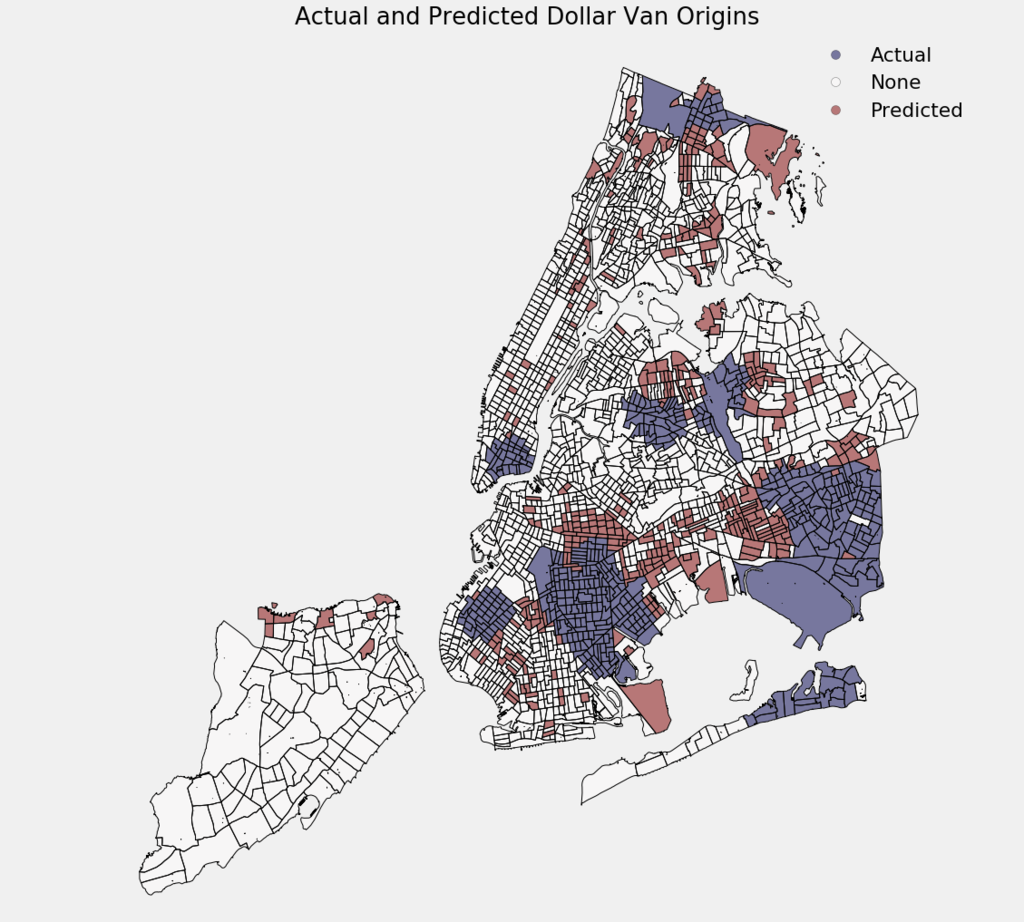 Actual and Predicted Dollar Van Origins
Actual
None
Predicted